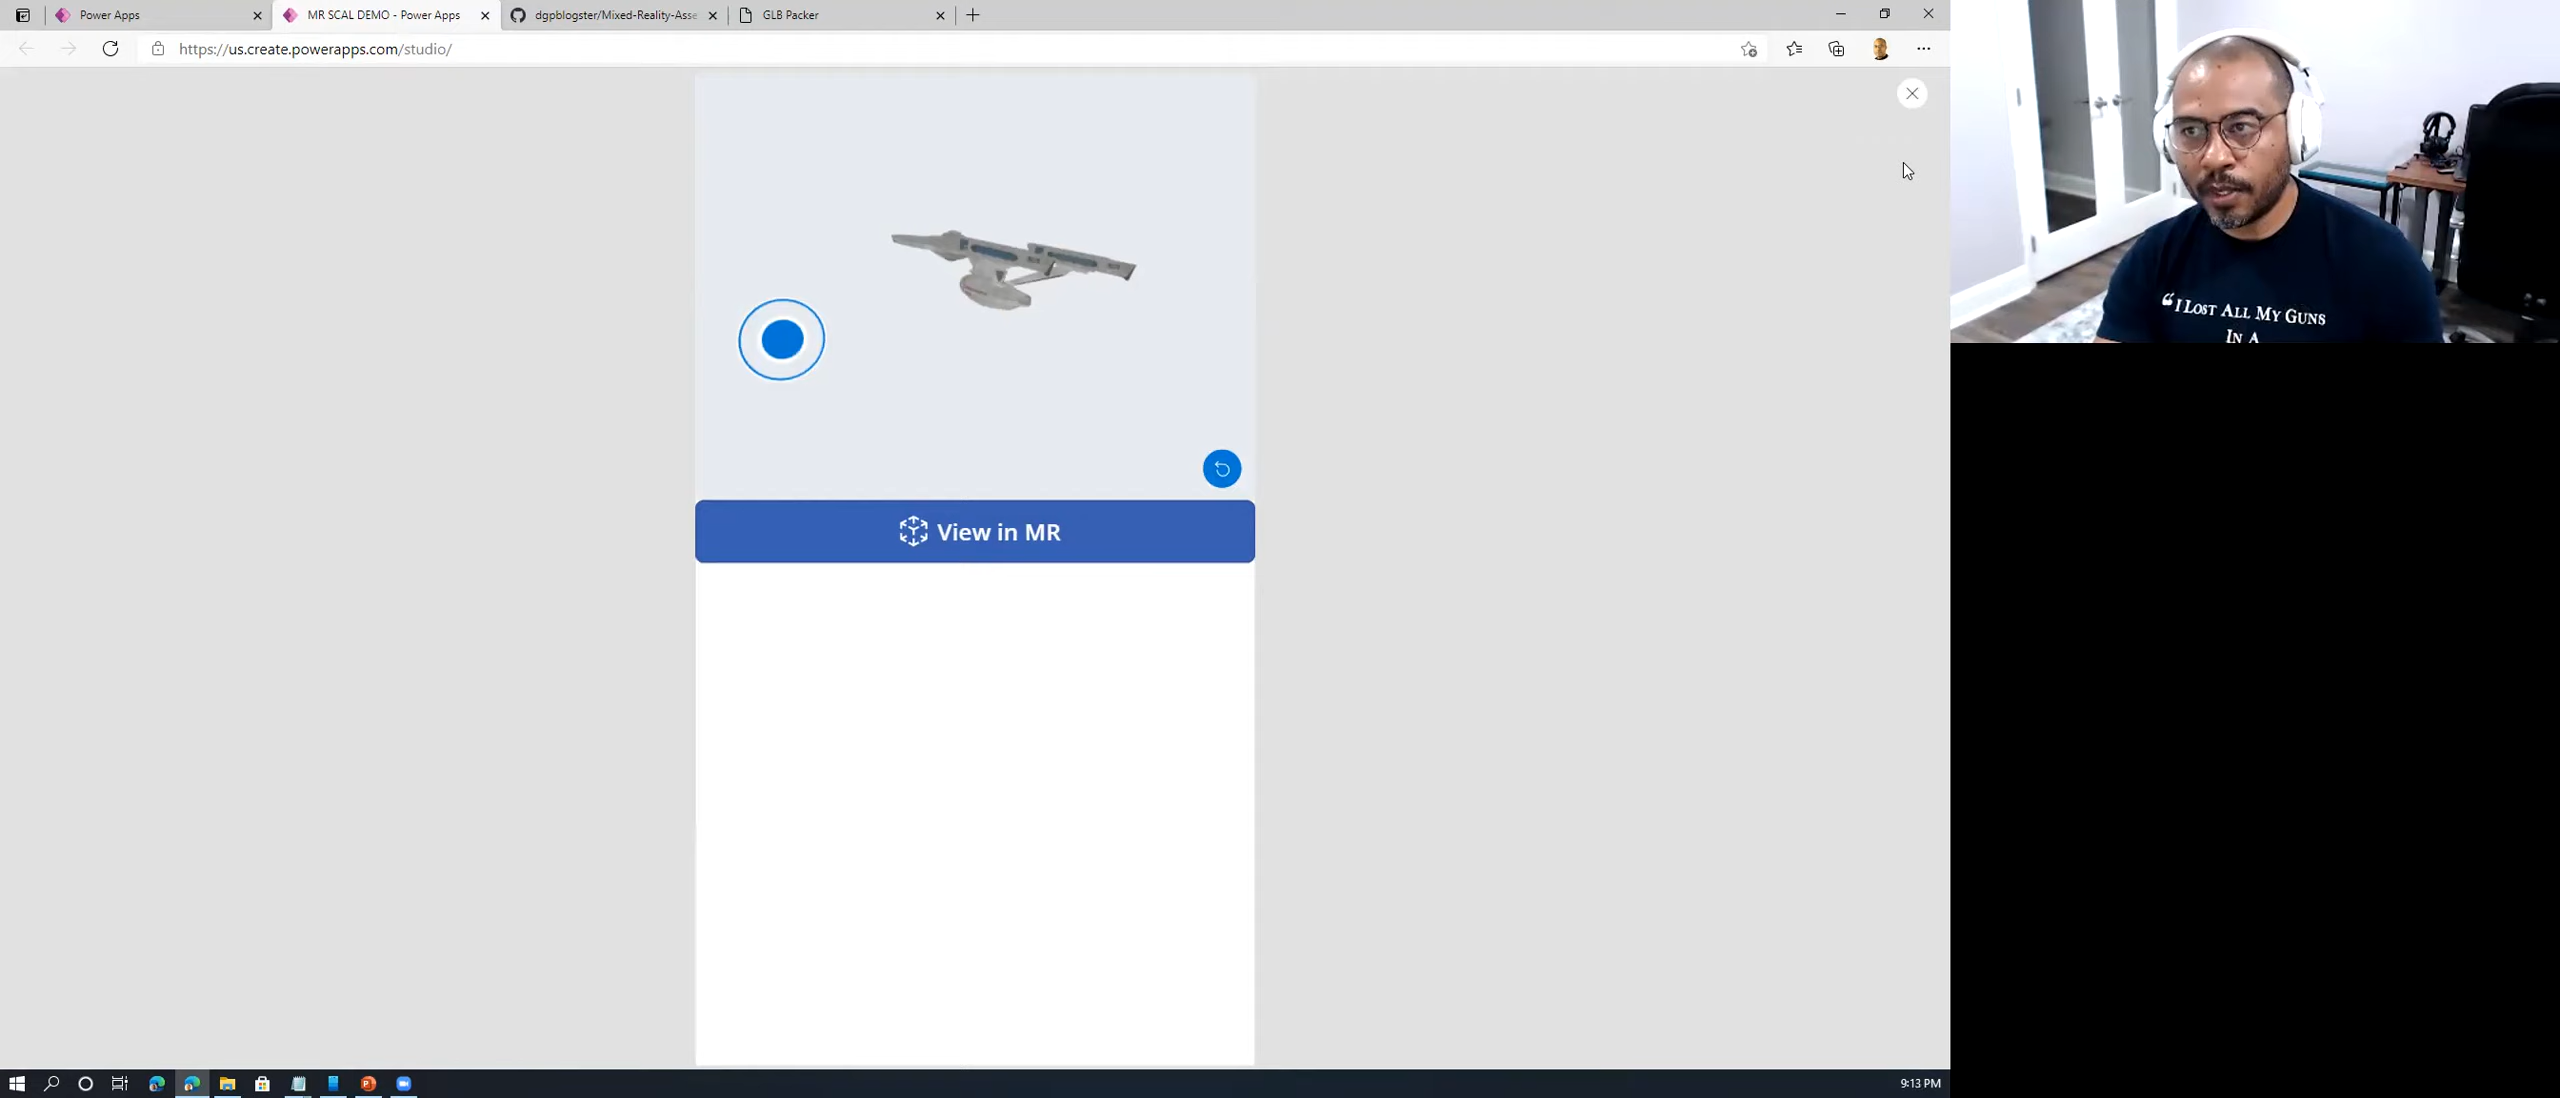 Power Apps
MR SCAL DEMO - Power Apps
dgpblogster/Mixed-Reality-Asse
GLB Packer
https://us.create.powerapps.com/studio/
“I LOST ALL MY GUNS
IN A
View in MR
9:13 PM